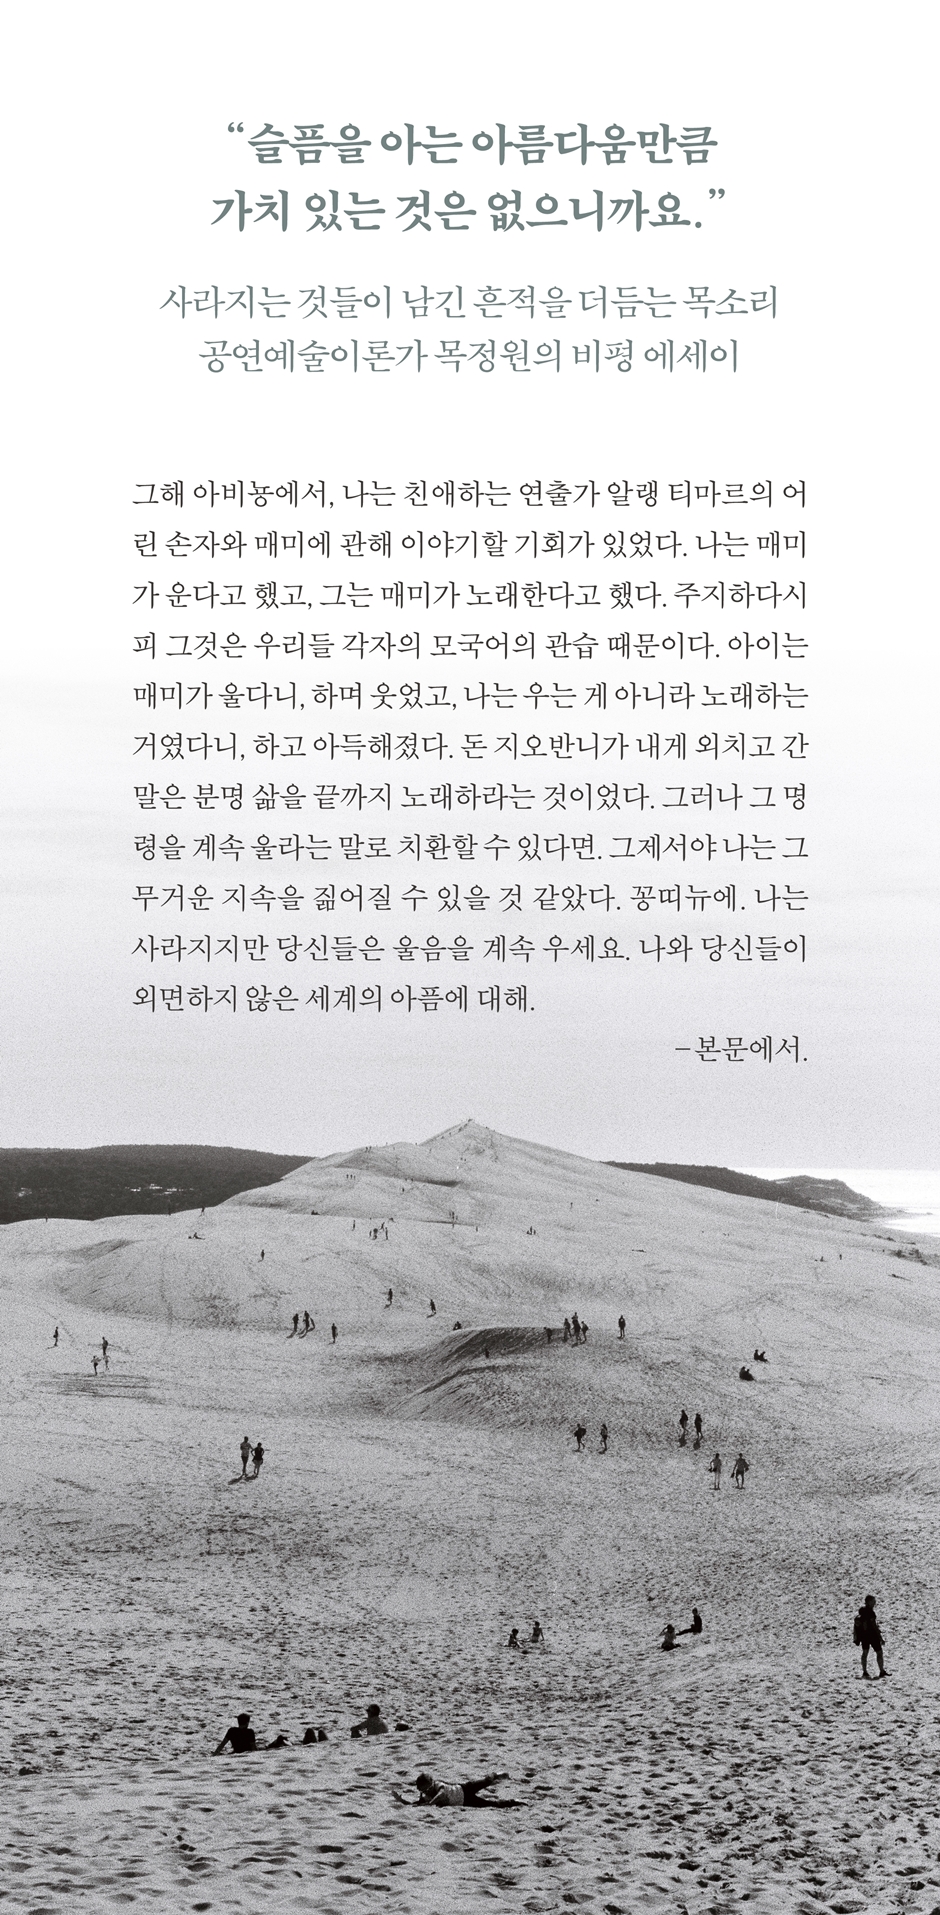 “슬픔을 아는 아름다움만큼
가치 있는 것은 없으니까요.”
사라지는 것들이 남긴 흔적을 더듬는 목소리
공연예술이론가 목정원의 비평 에세이
그해 아비뇽에서, 나는 친애하는 연출가 알랭 티마르의 어
린 손자와 매미에 관해 이야기할 기회가 있었다. 나는 매미
가 운다고 했고, 그는 매미가 노래한다고 했다. 주지하다시
피 그것은 우리들 각자의 모국어의 관습 때문이다. 아이는
매미가 울다니, 하며 웃었고, 나는 우는 게 아니라 노래하는
거였다니, 하고 아득해졌다. 돈 지오반니가 내게 외치고 간
말은 분명 삶을 끝까지 노래하라는 것이었다. 그러나 그 명
령을 계속 울라는 말로 치환할 수 있다면. 그제서야 나는 그
무거운 지속을 짊어질 수 있을 것 같았다. 꽁띠뉴에. 나는
사라지지만 당신들은 울음을 계속 우세요. 나와 당신들이
외면하지 않은 세계의 아픔에 대해.
–본문에서.